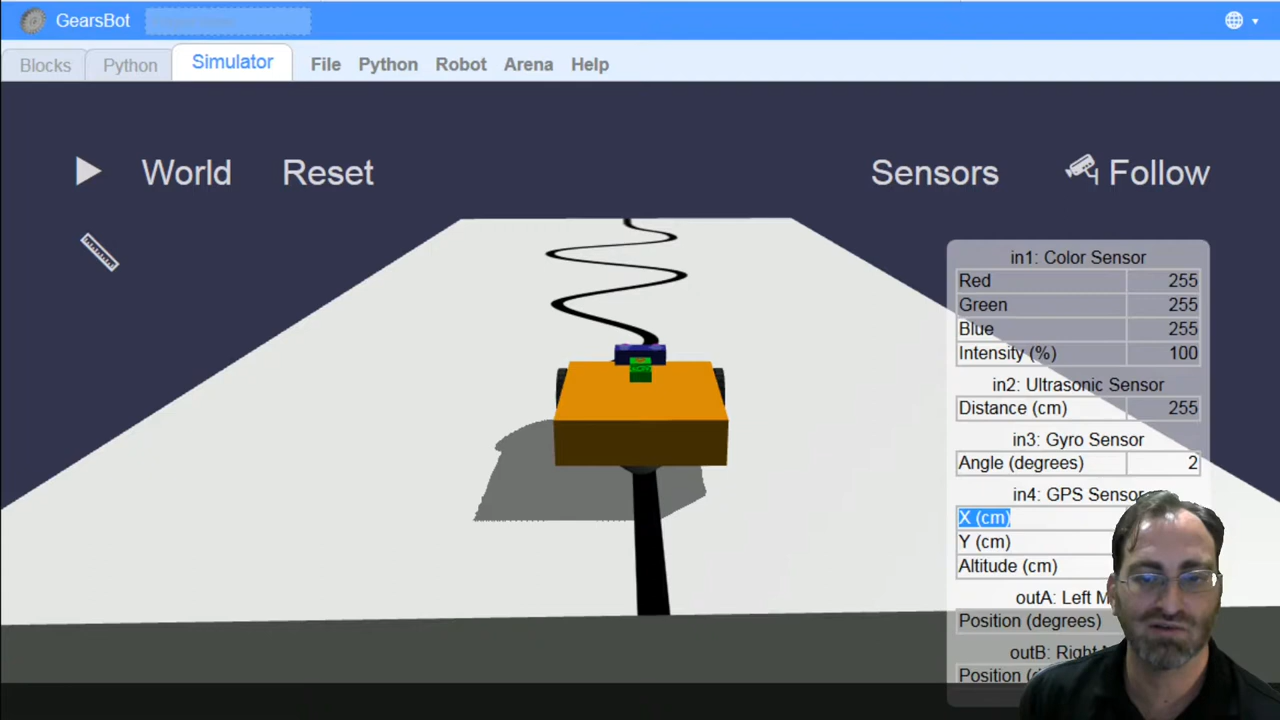 GearsBot
Blocks Python Simulator File Python Robot Arena Help
World Reset Sensors Follow
in1: Color Sensor
Red 255
Green 255
Blue 255
Intensity (%) 100
in2: Ultrasonic Sensor
Distance (cm) 255
in3: Gyro Sensor
Angle (degrees) 2
in4: GPS Sensor
X (cm)
Y (cm)
Altitude (cm)
outA: Left M
Position (degrees)
outB: Right
Position